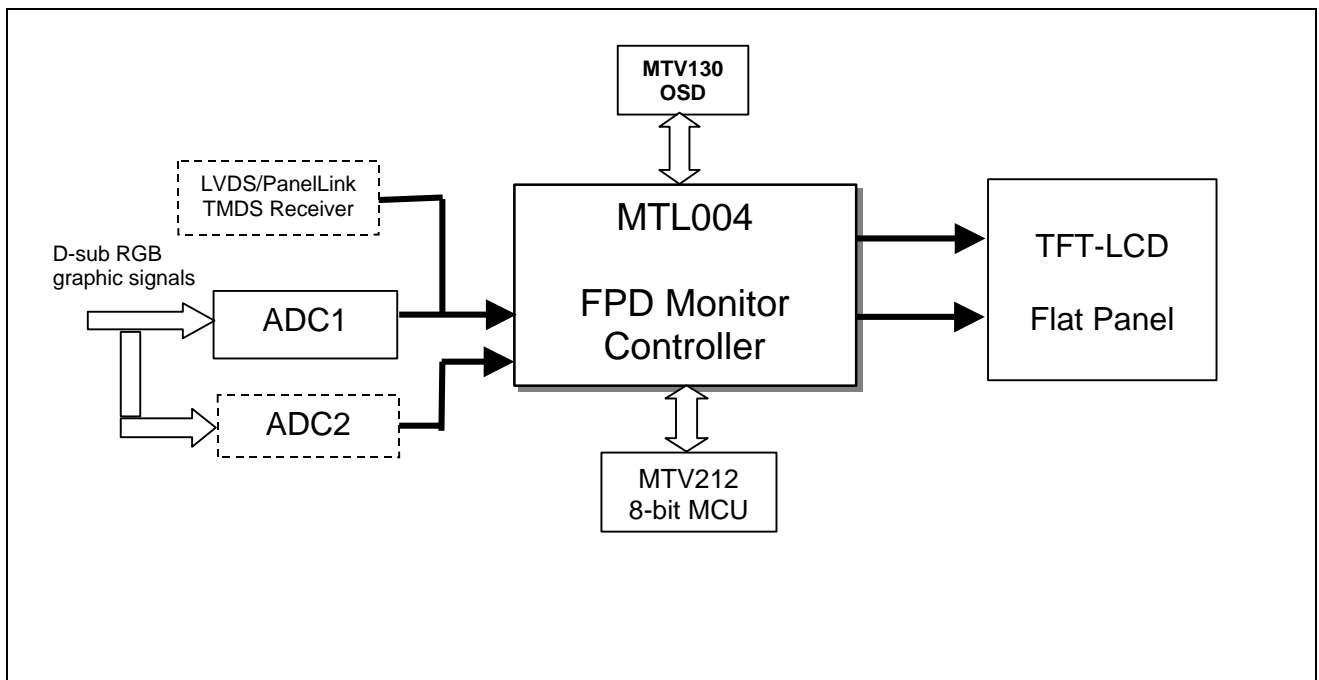 MTV130
OSD
LVDS/PanelLink
TMDS Receiver
D-sub RGB
graphic signals
ADC1
ADC2
MTL004
FPD Monitor
Controller
TFT-LCD
Flat Panel
MTV212
8-bit MCU